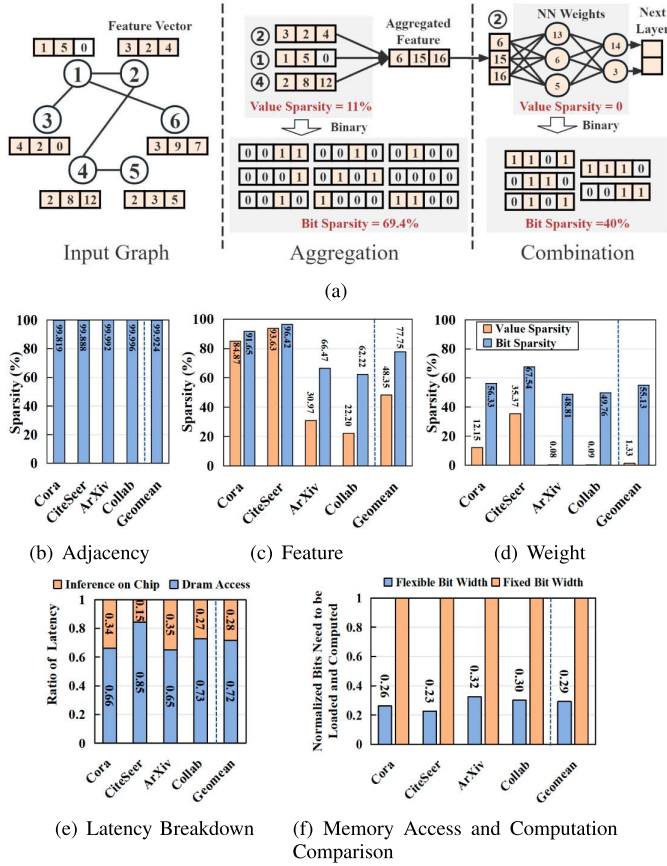 Feature Vector
1 5 0
3 2 4
1 2
3 6
4 2 0
3 9 7
4 5
2 8 12
2 3 5
Input Graph
② 3 2 4
① 1 5 0
④ 2 8 12
Aggregated
Feature
6 15 16
Value Sparsity = 11%
Binary
0 0 1 1 0 0 1 0 0 1 0 0
0 0 0 1 0 1 0 1 0 0 0 0
0 0 1 0 1 0 0 0 1 1 0 0
Bit Sparsity = 69.4%
Aggregation
② NN Weights Next
Layer
6
15
16
13
6
5
14
3
Value Sparsity = 0
Binary
1 1 0 1
0 1 1 0
0 1 0 1
1 1 1 0
0 0 1 1
Bit Sparsity =40%
Combination
(a)
Sparsity (%)
100
80
60
40
20
0
99.819
99.888
99.992
99.996
99.924
Cora
CiteSeer
ArXiv
Collab
Geomean
(b) Adjacency
Sparsity (%)
100
80
60
40
20
0
84.87
91.65
93.63
96.42
30.97
66.47
22.20
62.22
48.35
77.75
Cora
CiteSeer
ArXiv
Collab
Geomean
(c) Feature
Value Sparsity
Bit Sparsity
Sparsity (%)
100
80
60
40
20
0
12.15
56.33
35.37
67.54
0.08
48.81
0.09
49.76
1.33
55.13
Cora
CiteSeer
ArXiv
Collab
Geomean
(d) Weight
Inference on Chip Dram Access
Ratio of Latency
1
0.8
0.6
0.4
0.2
0
0.34
0.66
0.15
0.85
0.35
0.65
0.27
0.73
0.28
0.72
Cora
CiteSeer
ArXiv
Collab
Geomean
(e) Latency Breakdown
Flexible Bit Width Fixed Bit Width
Normalized Bits Need to be
Loaded and Computed
1
0.8
0.6
0.4
0.2
0
0.26
0.23
0.32
0.30
0.29
Cora
CiteSeer
ArXiv
Collab
Geomean
(f) Memory Access and Computation
Comparison